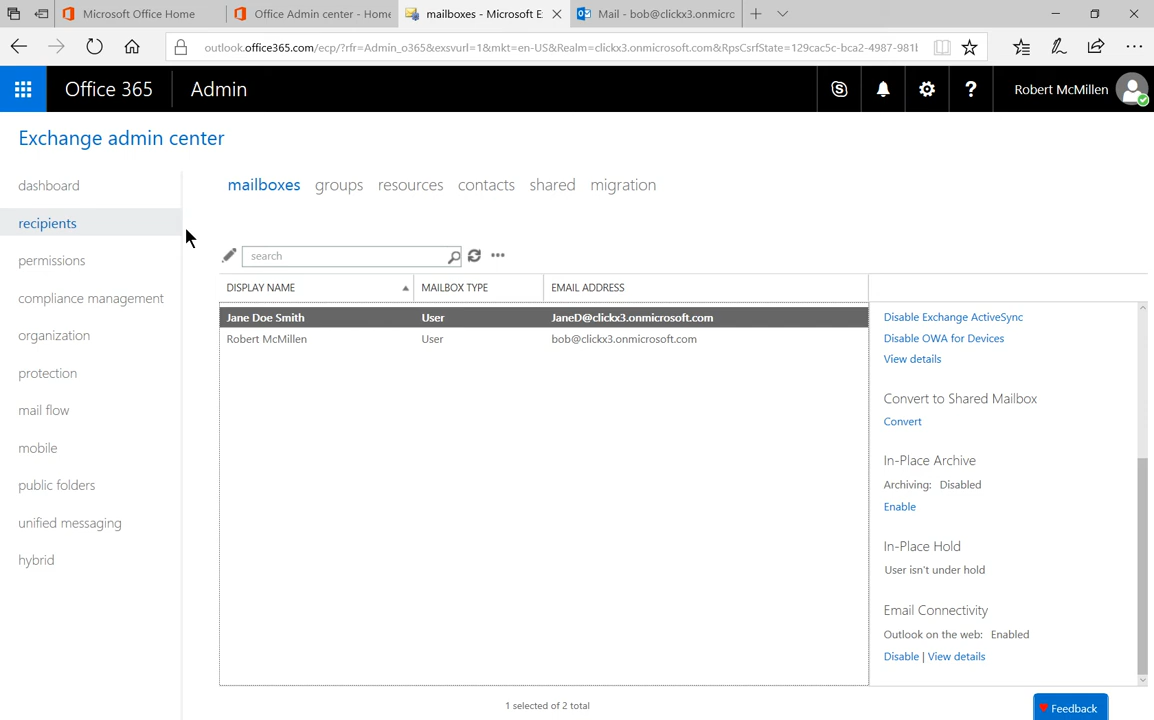 Microsoft Office Home
Office Admin center - Home
mailboxes - Microsoft E
Mail - bob@clickx3.onmicro
outlook.office365.com/ecp/?rfr=Admin_o365&exsvurl=1&mkt=en-US&Realm=clickx3.onmicrosoft.com&RpsCsrfState=129cac5c-bca2-4987-981l
Office 365
Admin
Robert McMillen
Exchange admin center
dashboard
recipients
permissions
compliance management
organization
protection
mail flow
mobile
public folders
unified messaging
hybrid
mailboxes groups resources contacts shared migration
search
DISPLAY NAME MAILBOX TYPE EMAIL ADDRESS
Jane Doe Smith User JaneD@clickx3.onmicrosoft.com
Robert McMillen User bob@clickx3.onmicrosoft.com
Disable Exchange ActiveSync
Disable OWA for Devices
View details
Convert to Shared Mailbox
Convert
In-Place Archive
Archiving: Disabled
Enable
In-Place Hold
User isn't under hold
Email Connectivity
Outlook on the web: Enabled
Disable | View details
1 selected of 2 total
Feedback